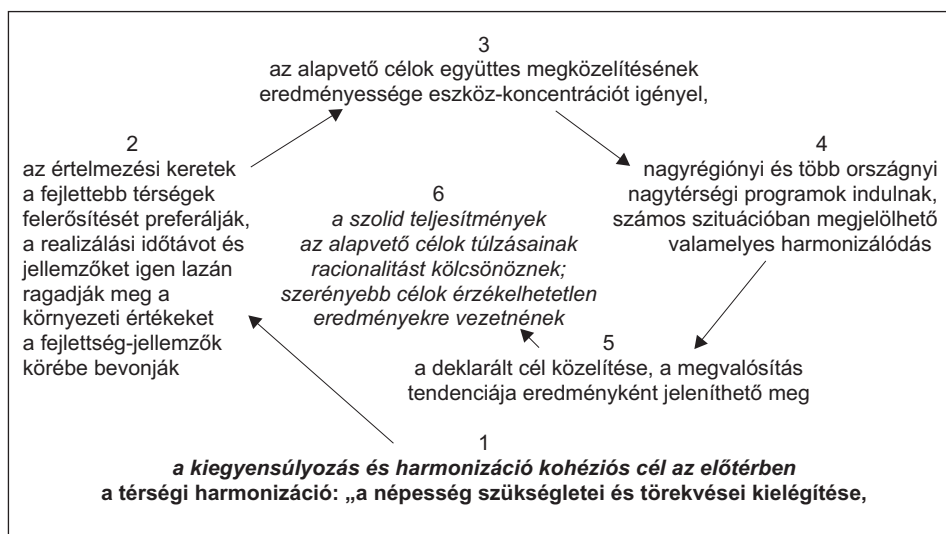 3
az alapvető célok együttes megközelítésének
eredményessége eszköz-koncentrációt igényel,
2
az értelmezési keretek
a fejlettebb térségek
felerősítését preferálják,
a realizálási időtávot és
jellemzőket igen lazán
ragadják meg a
környezeti értékeket
a fejlettség-jellemzők
körébe bevonják
4
nagyrégiónyi és több országnyi
nagytérségi programok indulnak,
számos szituációban megjelölhető
valamelyes harmonizálódás
6
a szolid teljesítmények
az alapvető célok túlzásainak
racionalitást kölcsönöznek;
szerényebb célok érzékelhetetlen
eredményekre vezetnének
5
a deklarált cél közelítése, a megvalósítás
tendenciája eredményként jeleníthető meg
1
a kiegyensúlyozás és harmonizáció kohéziós cél az előtérben
a térségi harmonizáció: „a népesség szükségletei és törekvései kielégítése,